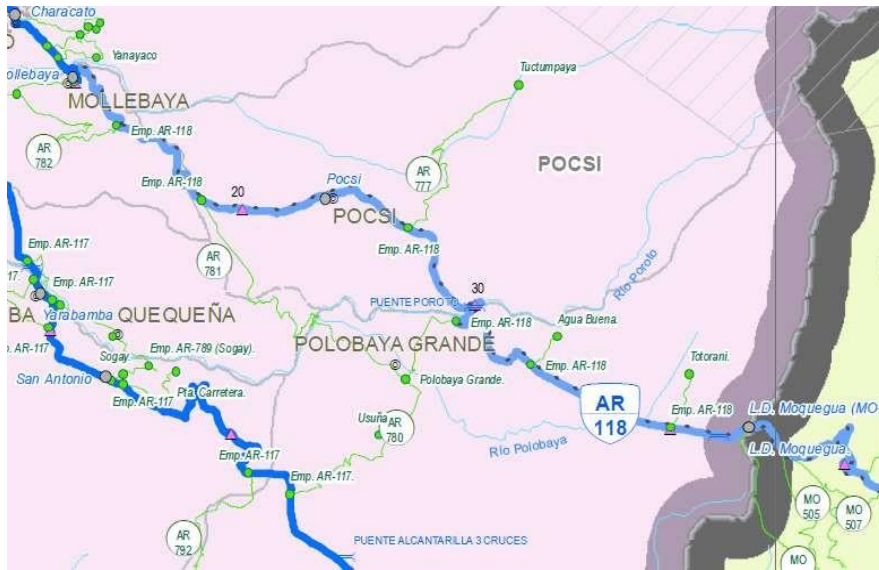 Characato
Yanayaco
Mollebaya
MOLLEBAYA
Emp. AR-118
AR
782
Tuctumpaya
POCSI
AR
777
Emp. AR-118
20
Pocsi
POCSI
Emp. AR-118
AR
781
Emp. AR-117
30
PUENTE POROTO
Río Poroto
117.
Emp. AR-117
BA
Yarabamba
QUEQUEÑA
Emp. AR-118
Agua Buena.
POLOBAYA GRANDE
AR-117
Sogay.
Emp. AR-789 (Sogay).
Emp. AR-118
Totorani.
San Antonio
Pta. Carretera.
Polobaya Grande.
Emp. AR-117
AR
118
Emp. AR-118
L.D. Moquegua (MO-
Usuña
AR
780
Río Polobaya
L.D. Moquegua.
Emp. AR-117
Emp. AR-117.
MO
505
MO
507
AR
792
PUENTE ALCANTARILLA 3 CRUCES
MO